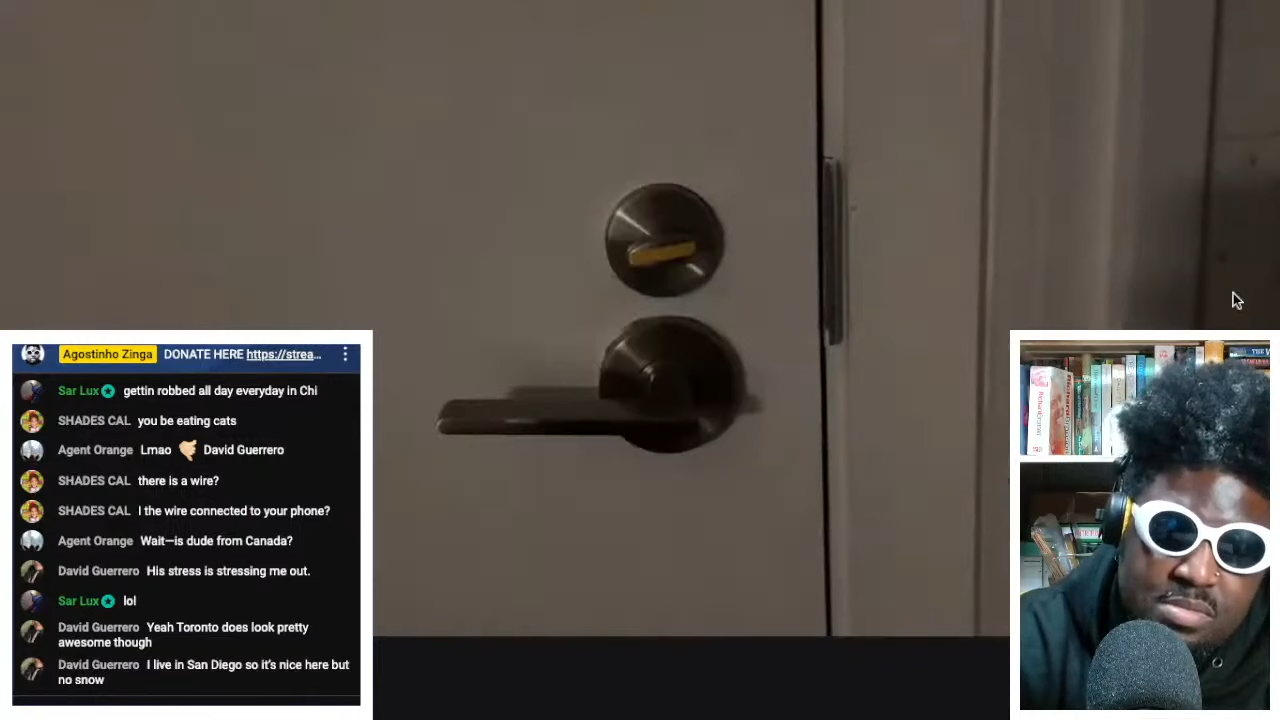 Agostinho Zinga DONATE HERE https://strea...
Sar Lux gettin robbed all day everyday in Chi
SHADES CAL you be eating cats
Agent Orange Lmao 🤙 David Guerrero
SHADES CAL there is a wire?
SHADES CAL I the wire connected to your phone?
Agent Orange Wait—is dude from Canada?
David Guerrero His stress is stressing me out.
Sar Lux lol
David Guerrero Yeah Toronto does look pretty
awesome though
David Guerrero I live in San Diego so it's nice here but
no snow